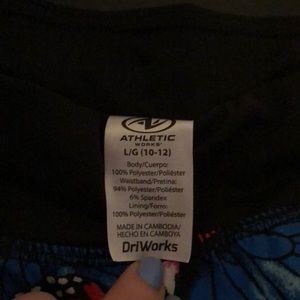 ATHLETIC
WORKS
L/G (10-12)
Body/Cuerpo:
100% Polyester/Poliéster
Waistband/Pretina:
94% Polyester/Poliéster
6% Spandex
Lining/Forro:
100% Polyester/Poliéster
MADE IN CAMBODIA/
HECHO EN CAMBOYA
DriWorks